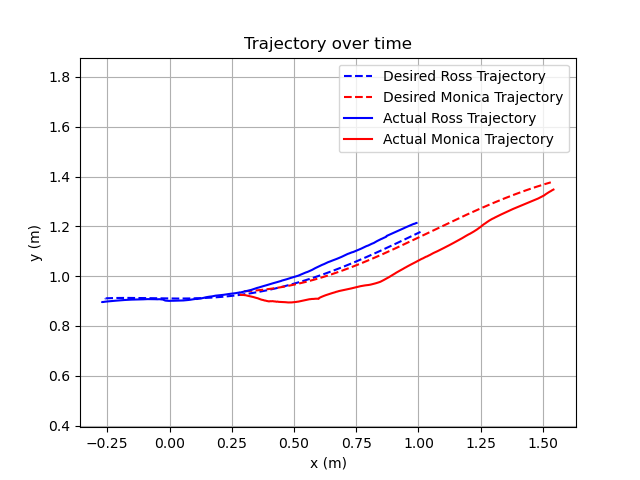 Trajectory over time
Desired Ross Trajectory
Desired Monica Trajectory
Actual Ross Trajectory
Actual Monica Trajectory
y (m)
1.8
1.6
1.4
1.2
1.0
0.8
0.6
0.4
−0.25 0.00 0.25 0.50 0.75 1.00 1.25 1.50
x (m)